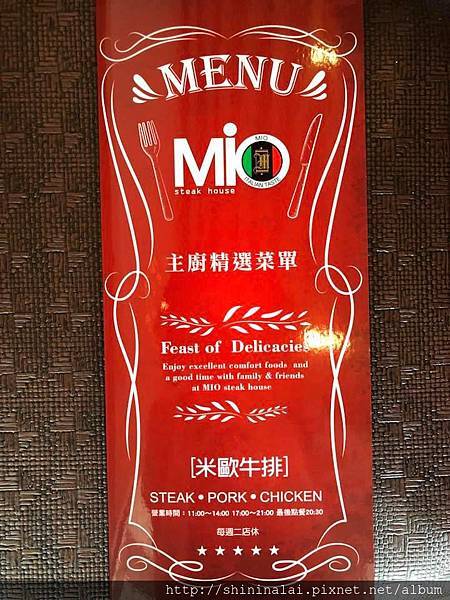 MENU
MIO
MIO
ITALIAN TASTE
steak house
主廚精選菜單
Feast of Delicacies
Enjoy excellent comfort foods and
a good time with family & friends
at MIO steak house
[米歐牛排]
STEAK • PORK • CHICKEN
營業時間：11:00～14:00 17:00～21:00 最後點餐20:30
每週二店休
★★★★★
http://shininalai.pixnet.net/album